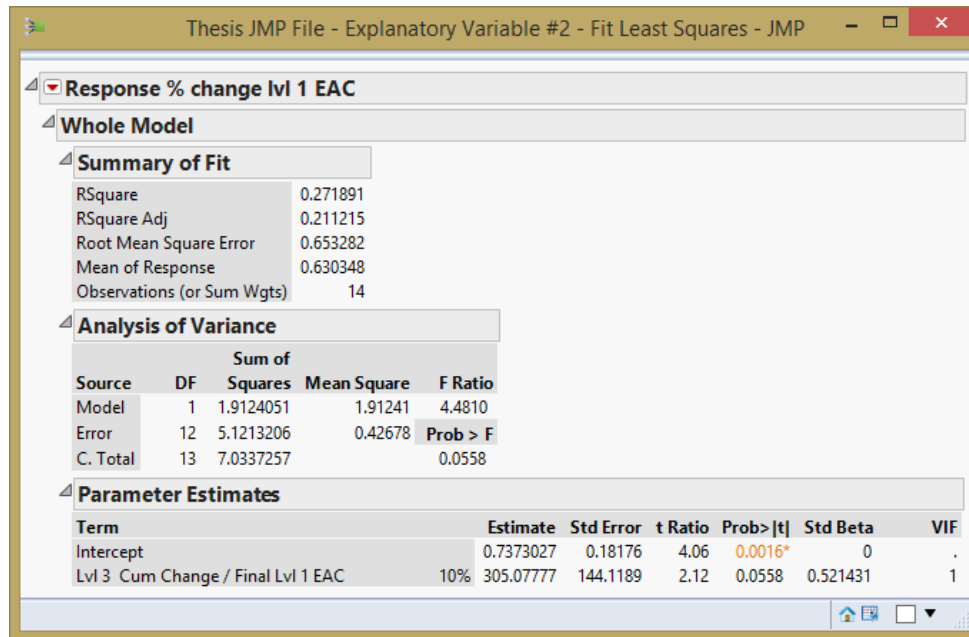 Thesis JMP File - Explanatory Variable #2 - Fit Least Squares - JMP
Response % change lvl 1 EAC
Whole Model
Summary of Fit
RSquare 0.271891
RSquare Adj 0.211215
Root Mean Square Error 0.653282
Mean of Response 0.630348
Observations (or Sum Wgts) 14
Analysis of Variance
Sum of
Source DF Squares Mean Square F Ratio
Model 1 1.9124051 1.91241 4.4810
Error 12 5.1213206 0.42678 Prob > F
C. Total 13 7.0337257 0.0558
Parameter Estimates
Term Estimate Std Error t Ratio Prob>|t| Std Beta VIF
Intercept 0.7373027 0.18176 4.06 0.0016* 0 .
Lvl 3 Cum Change / Final Lvl 1 EAC 10% 305.07777 144.1189 2.12 0.0558 0.521431 1